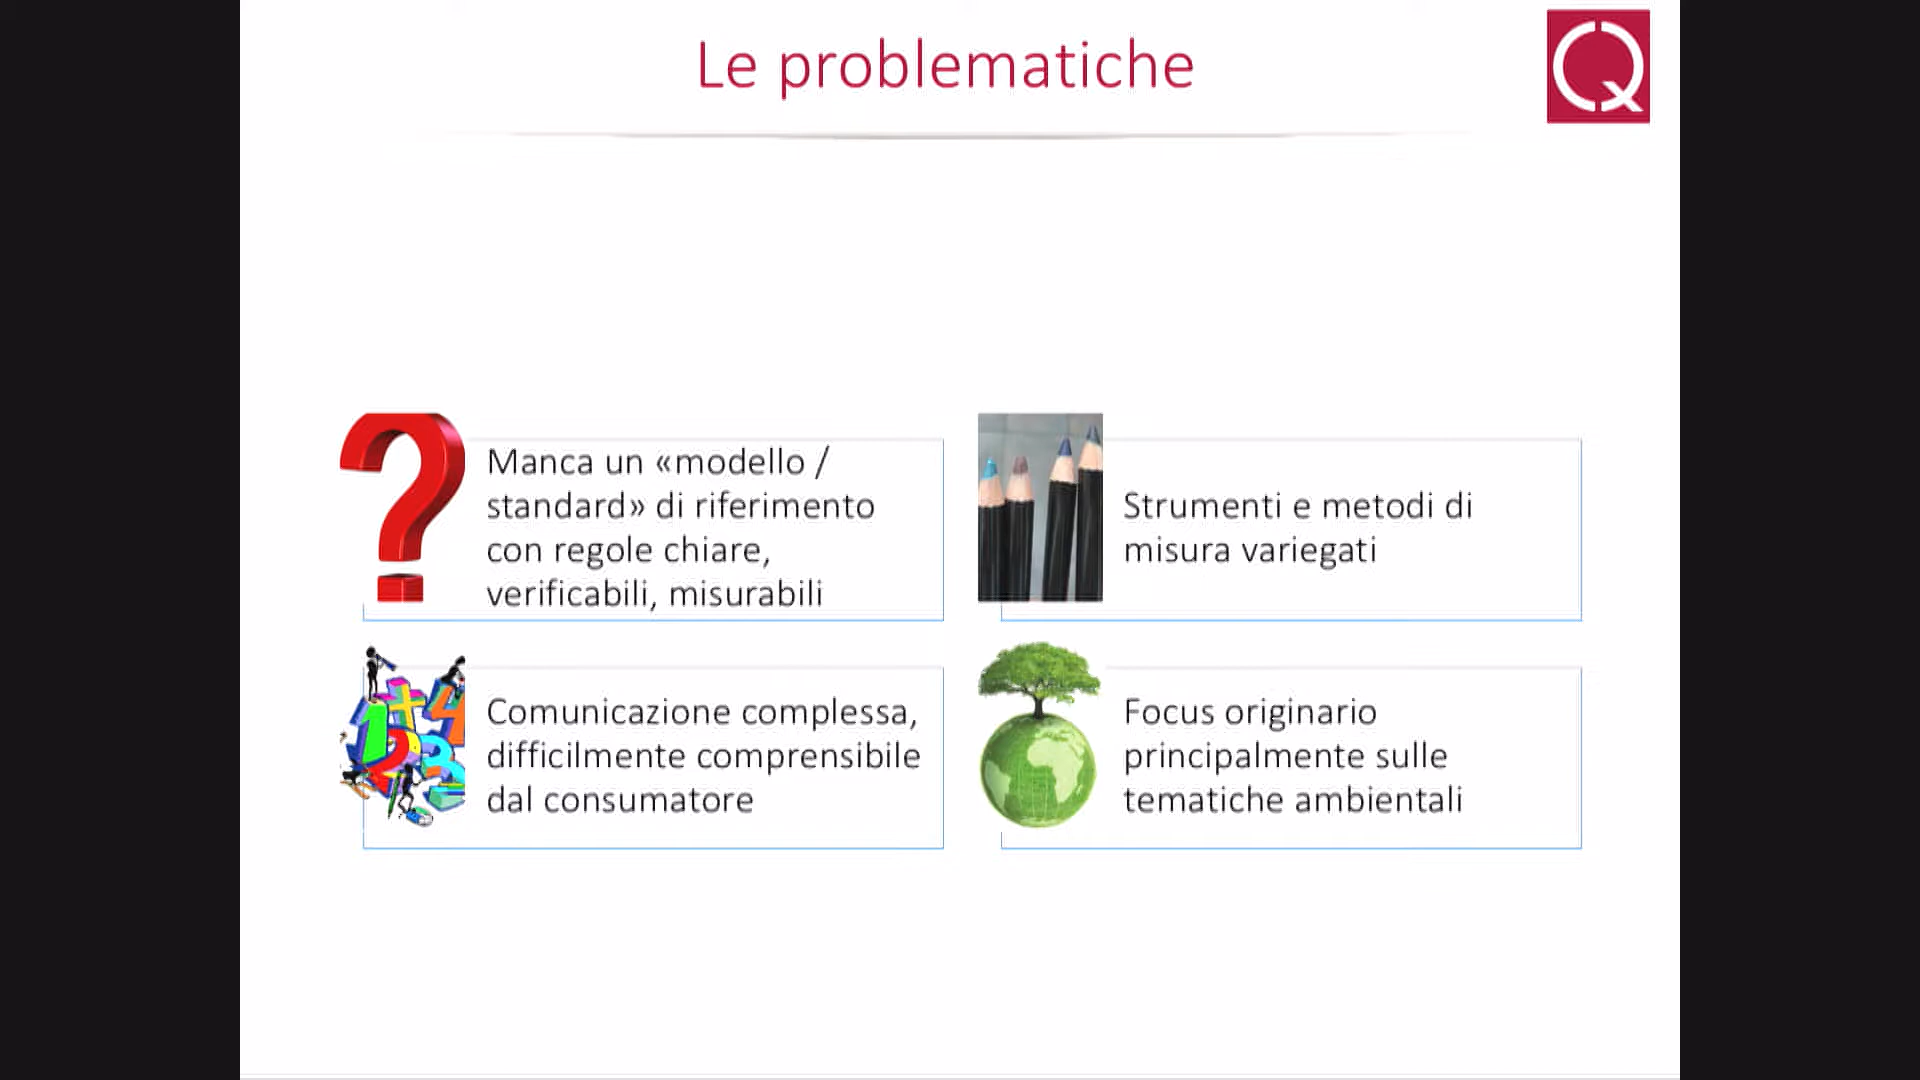 Le problematiche
Manca un «modello /
standard» di riferimento
con regole chiare,
verificabili, misurabili
Strumenti e metodi di
misura variegati
Comunicazione complessa,
difficilmente comprensibile
dal consumatore
Focus originario
principalmente sulle
tematiche ambientali